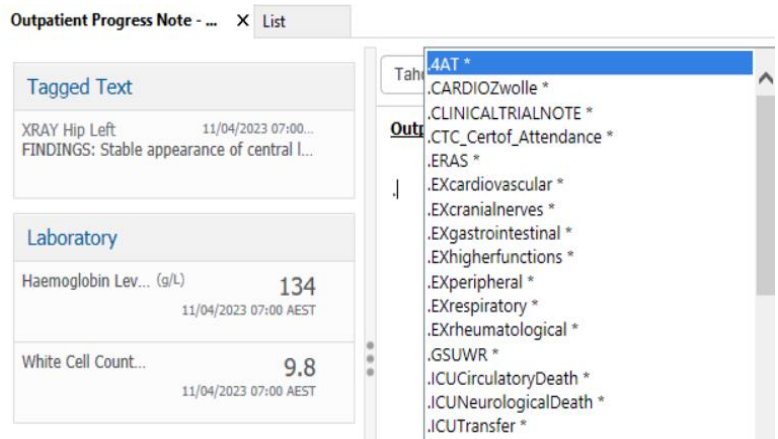 Outpatient Progress Note - ... X List
Tagged Text
XRAY Hip Left 11/04/2023 07:00...
FINDINGS: Stable appearance of central l...
Laboratory
Haemoglobin Lev... (g/L) 134
11/04/2023 07:00 AEST
White Cell Count... 9.8
11/04/2023 07:00 AEST
Taho
Outp
.
.4AT *
.CARDIOZwolle *
.CLINICALTRIALNOTE *
.CTC_Certof_Attendance *
.ERAS *
.EXcardiovascular *
.EXcranialnerves *
.EXgastrointestinal *
.EXhigherfunctions *
.EXperipheral *
.EXrespiratory *
.EXrheumatological *
.GSUWR *
.ICUCirculatoryDeath *
.ICUNeurologicalDeath *
.ICUTransfer *